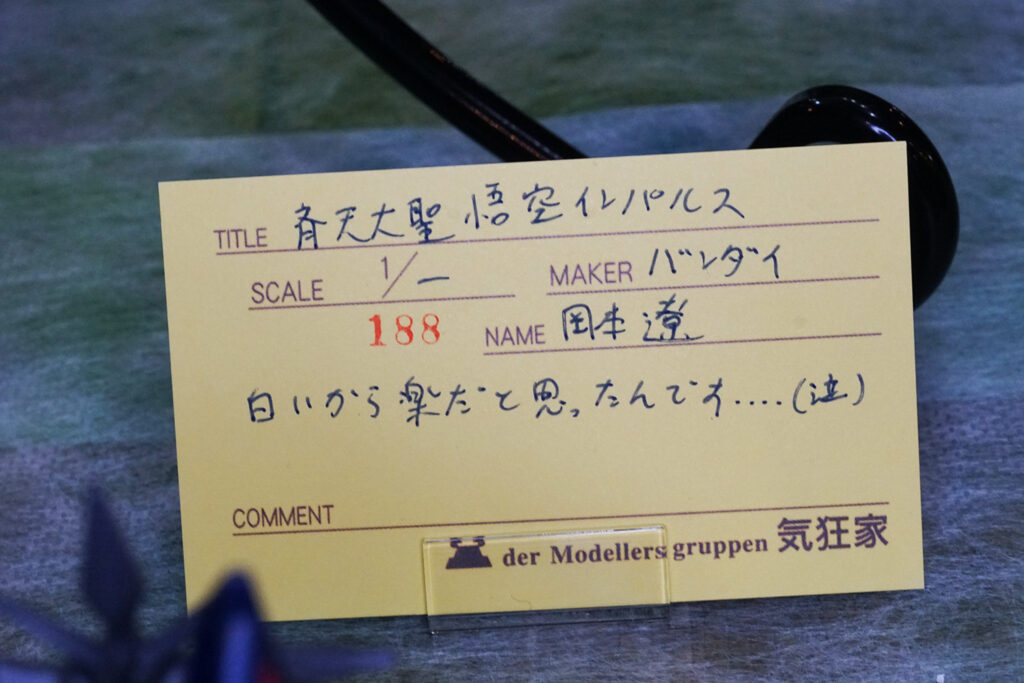 TITLE 斉天大聖 悟空インパルス
SCALE 1/ー MAKER バンダイ
188 NAME 岡本 遼
白いから楽だと思ったんです....(泣)
COMMENT
der Modellers gruppen 気狂家